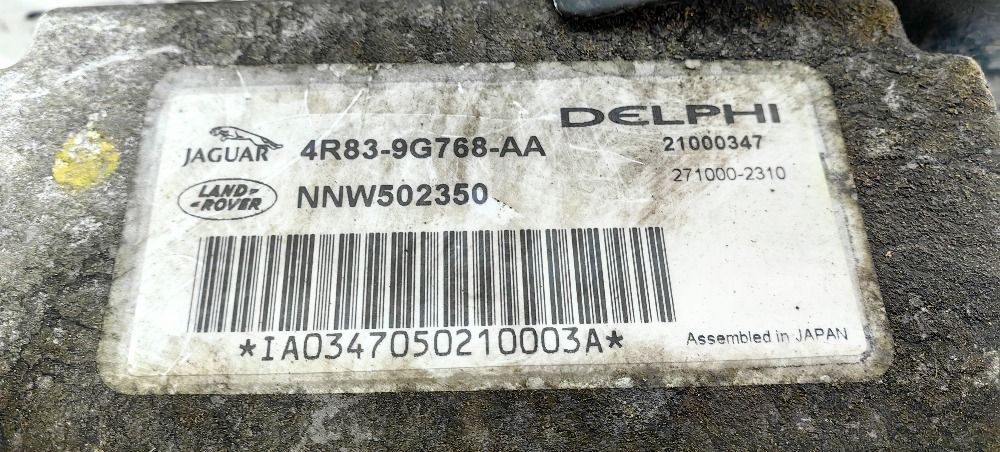 DELPHI
JAGUAR 4R83-9G768-AA 21000347
271000-2310
LAND-
-ROVER NNW502350
*IA0347050210003A*
Assembled in JAPAN